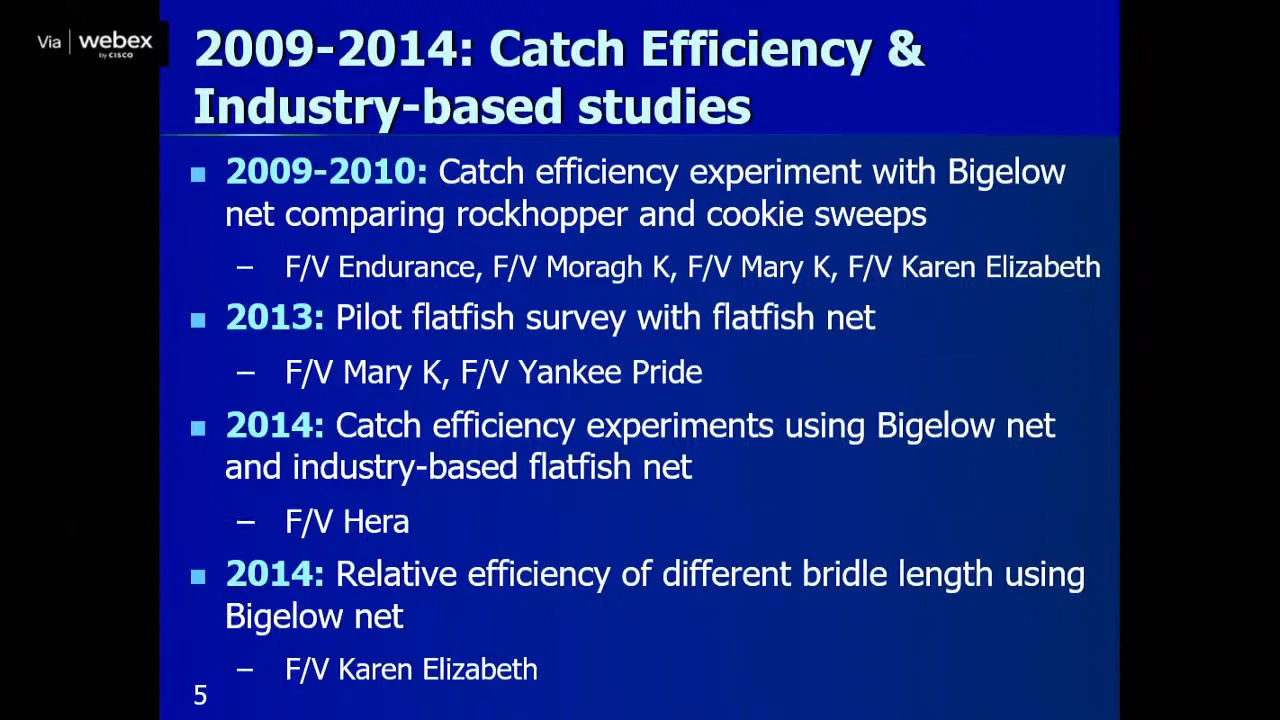 Via webex
by CISCO
2009-2014: Catch Efficiency &
Industry-based studies
2009-2010: Catch efficiency experiment with Bigelow
net comparing rockhopper and cookie sweeps
– F/V Endurance, F/V Moragh K, F/V Mary K, F/V Karen Elizabeth
2013: Pilot flatfish survey with flatfish net
– F/V Mary K, F/V Yankee Pride
2014: Catch efficiency experiments using Bigelow net
and industry-based flatfish net
– F/V Hera
2014: Relative efficiency of different bridle length using
Bigelow net
– F/V Karen Elizabeth
5